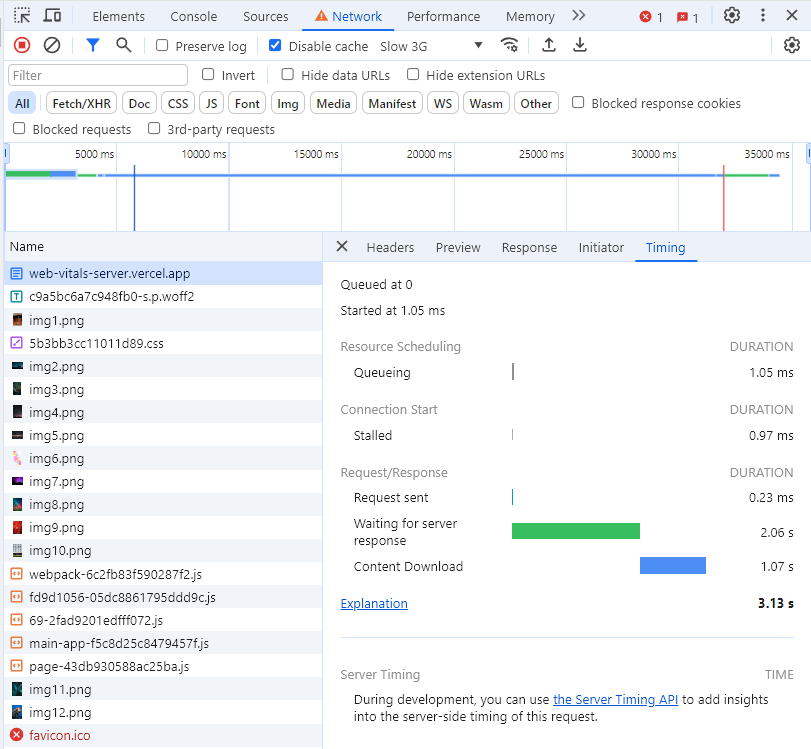 Elements Console Sources Network Performance Memory 1 1
Preserve log Disable cache Slow 3G
Filter Invert Hide data URLs Hide extension URLs
All Fetch/XHR Doc CSS JS Font Img Media Manifest WS Wasm Other Blocked response cookies
Blocked requests 3rd-party requests
5000 ms 10000 ms 15000 ms 20000 ms 25000 ms 30000 ms 35000 ms
Name
web-vitals-server.vercel.app
c9a5bc6a7c948fb0-s.p.woff2
img1.png
5b3bb3cc11011d89.css
img2.png
img3.png
img4.png
img5.png
img6.png
img7.png
img8.png
img9.png
img10.png
webpack-6c2fb83f590287f2.js
fd9d1056-05dc8861795ddd9c.js
69-2fad9201edfff072.js
main-app-f5c8d25c8479457f.js
page-43db930588ac25ba.js
img11.png
img12.png
favicon.ico
Headers Preview Response Initiator Timing
Queued at 0
Started at 1.05 ms
Resource Scheduling DURATION
Queueing 1.05 ms
Connection Start DURATION
Stalled 0.97 ms
Request/Response DURATION
Request sent 0.23 ms
Waiting for server
response 2.06 s
Content Download 1.07 s
Explanation 3.13 s
Server Timing TIME
During development, you can use the Server Timing API to add insights
into the server-side timing of this request.